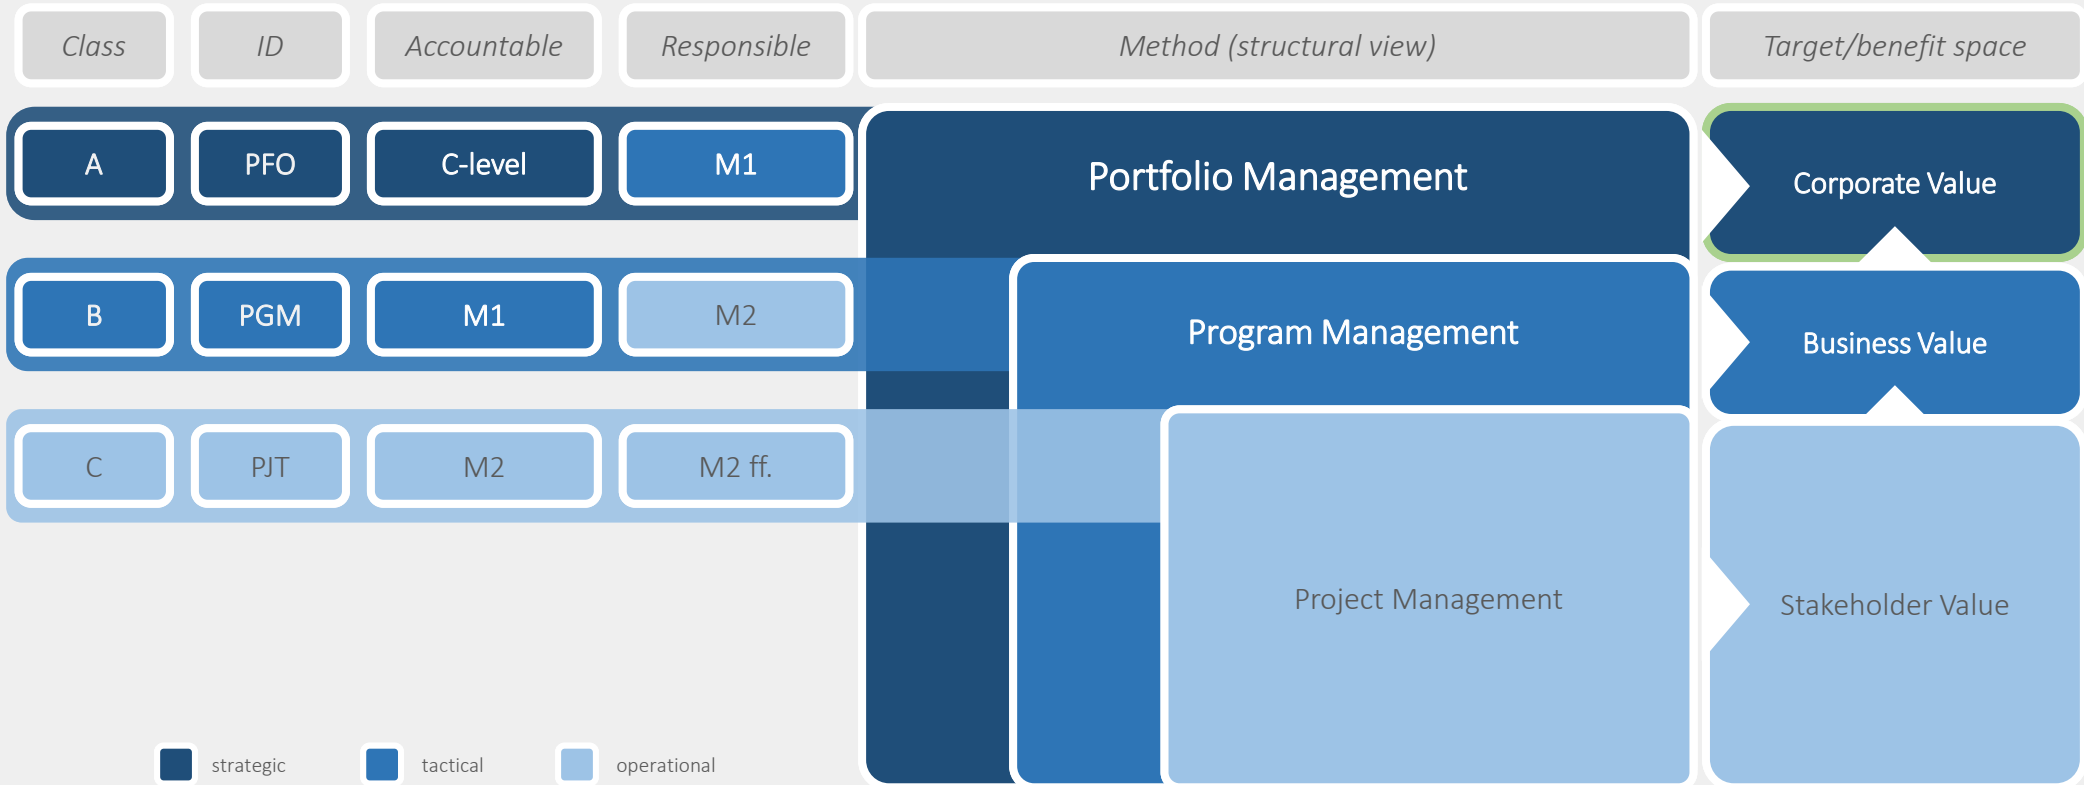 Class
ID
Accountable
Responsible
Method (structural view)
Target/benefit space
A
PFO
C-level
M1
Portfolio Management
Corporate Value
B
PGM
M1
M2
Program Management
Business Value
C
PJT
M2
M2 ff.
Project Management
Stakeholder Value
strategic
tactical
operational